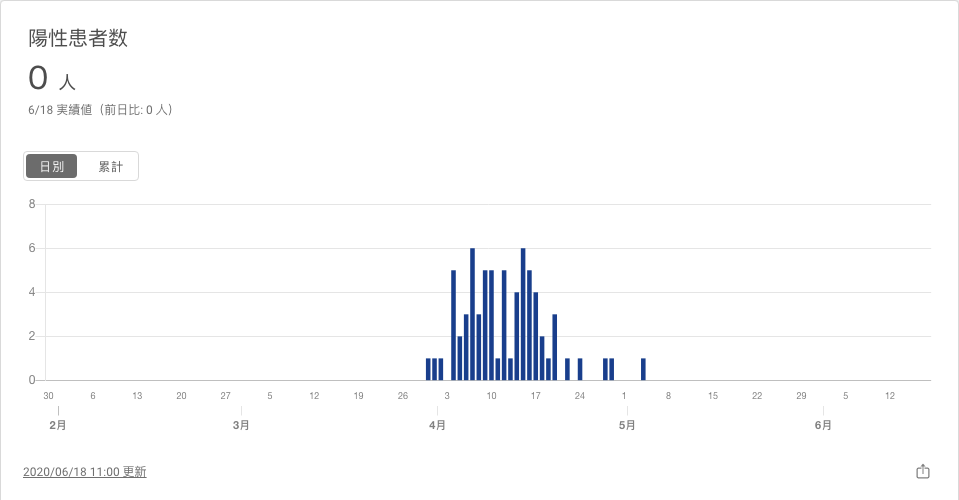 陽性患者数
0 人
6/18 実績値（前日比: 0 人）
日別 累計
8
6
4
2
0
30 6 13 20 27 5 12 19 26 3 10 17 24 1 8 15 22 29 5 12
2月 3月 4月 5月 6月
2020/06/18 11:00 更新